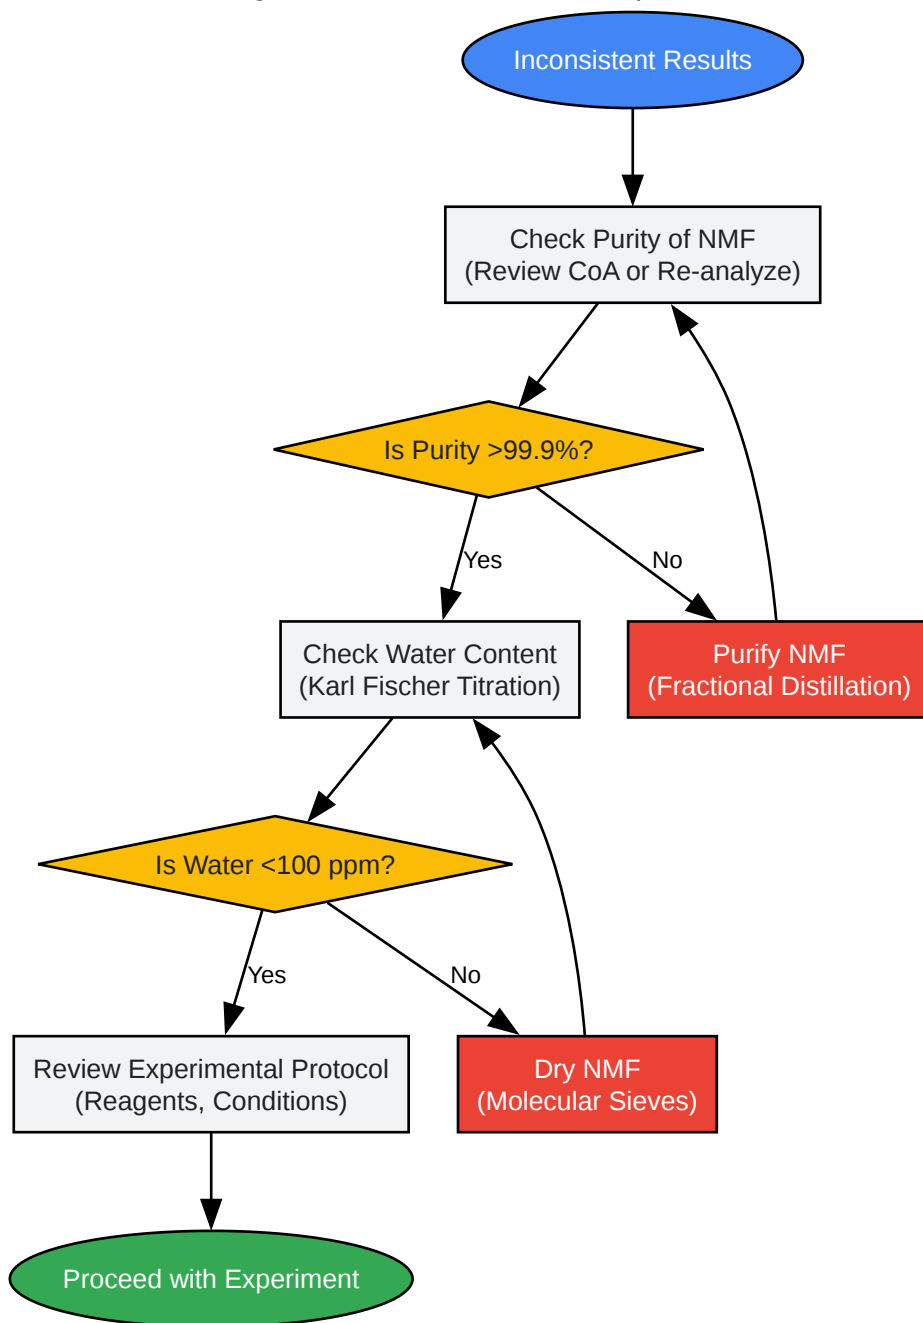 Inconsistent Results
Check Purity of NMF
(Review CoA or Re-analyze)
Is Purity >99.9%?
Yes
No
Check Water Content
(Karl Fischer Titration)
Purify NMF
(Fractional Distillation)
Is Water <100 ppm?
Yes
No
Review Experimental Protocol
(Reagents, Conditions)
Dry NMF
(Molecular Sieves)
Proceed with Experiment